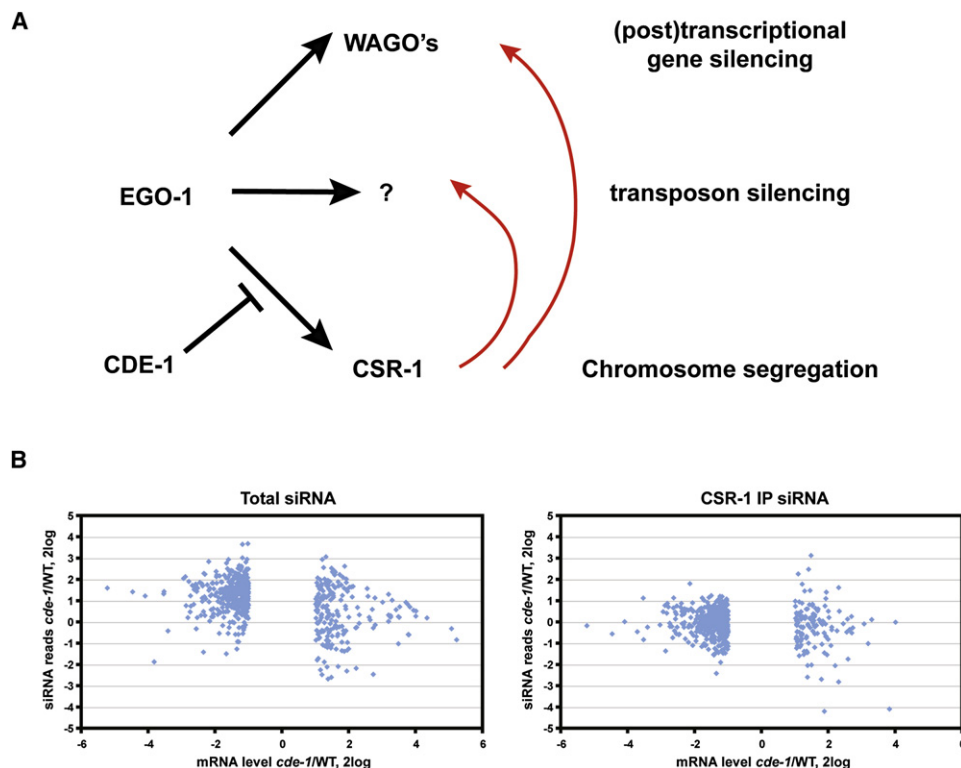 A
WAGO's
(post)transcriptional
gene silencing
EGO-1
?
transposon silencing
CDE-1
CSR-1
Chromosome segregation
B
Total siRNA
siRNA reads cde-1/WT, 2log
5
4
3
2
1
0
-1
-2
-3
-4
-5
-6
-4
-2
0
2
4
6
mRNA level cde-1/WT, 2log
CSR-1 IP siRNA
siRNA reads cde-1/WT, 2log
5
4
3
2
1
0
-1
-2
-3
-4
-5
-6
-4
-2
0
2
4
6
mRNA level cde-1/WT, 2log